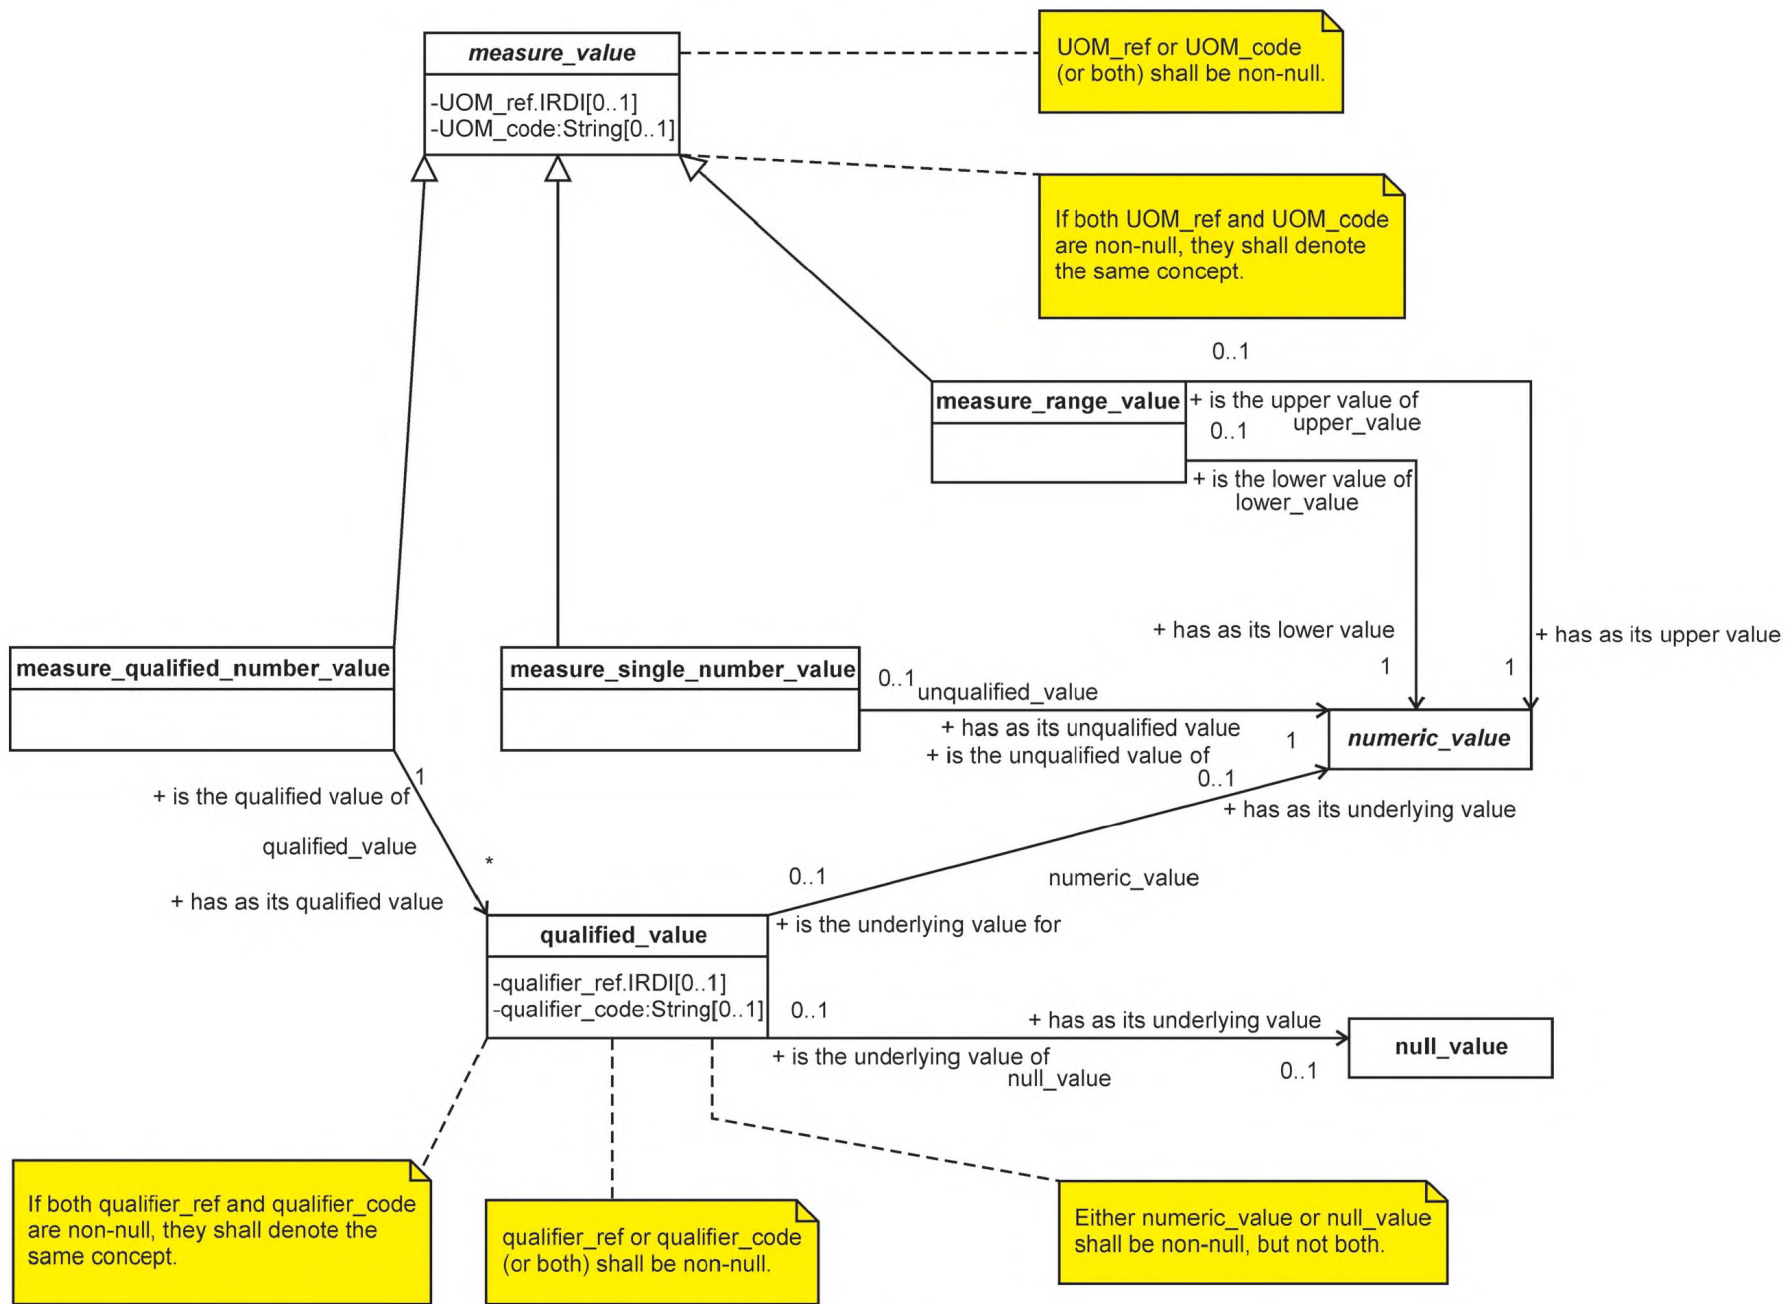 measure_value
-UOM_ref.IRDI[0..1]
-UOM_code:String[0..1]
UOM_ref or UOM_code
(or both) shall be non-null.
If both UOM_ref and UOM_code
are non-null, they shall denote
the same concept.
0..1
measure_range_value
+ is the upper value of
upper_value
0..1
+ is the lower value of
lower_value
+ has as its lower value
1
+ has as its upper value
1
measure_qualified_number_value
measure_single_number_value
0..1
unqualified_value
+ has as its unqualified value
+ is the unqualified value of
1
numeric_value
0..1
+ has as its underlying value
1
+ is the qualified value of
qualified_value
*
+ has as its qualified value
0..1
numeric_value
+ is the underlying value for
qualified_value
-qualifier_ref.IRDI[0..1]
-qualifier_code:String[0..1]
0..1
+ has as its underlying value
+ is the underlying value of
null_value
0..1
null_value
If both qualifier_ref and qualifier_code
are non-null, they shall denote the
same concept.
qualifier_ref or qualifier_code
(or both) shall be non-null.
Either numeric_value or null_value
shall be non-null, but not both.